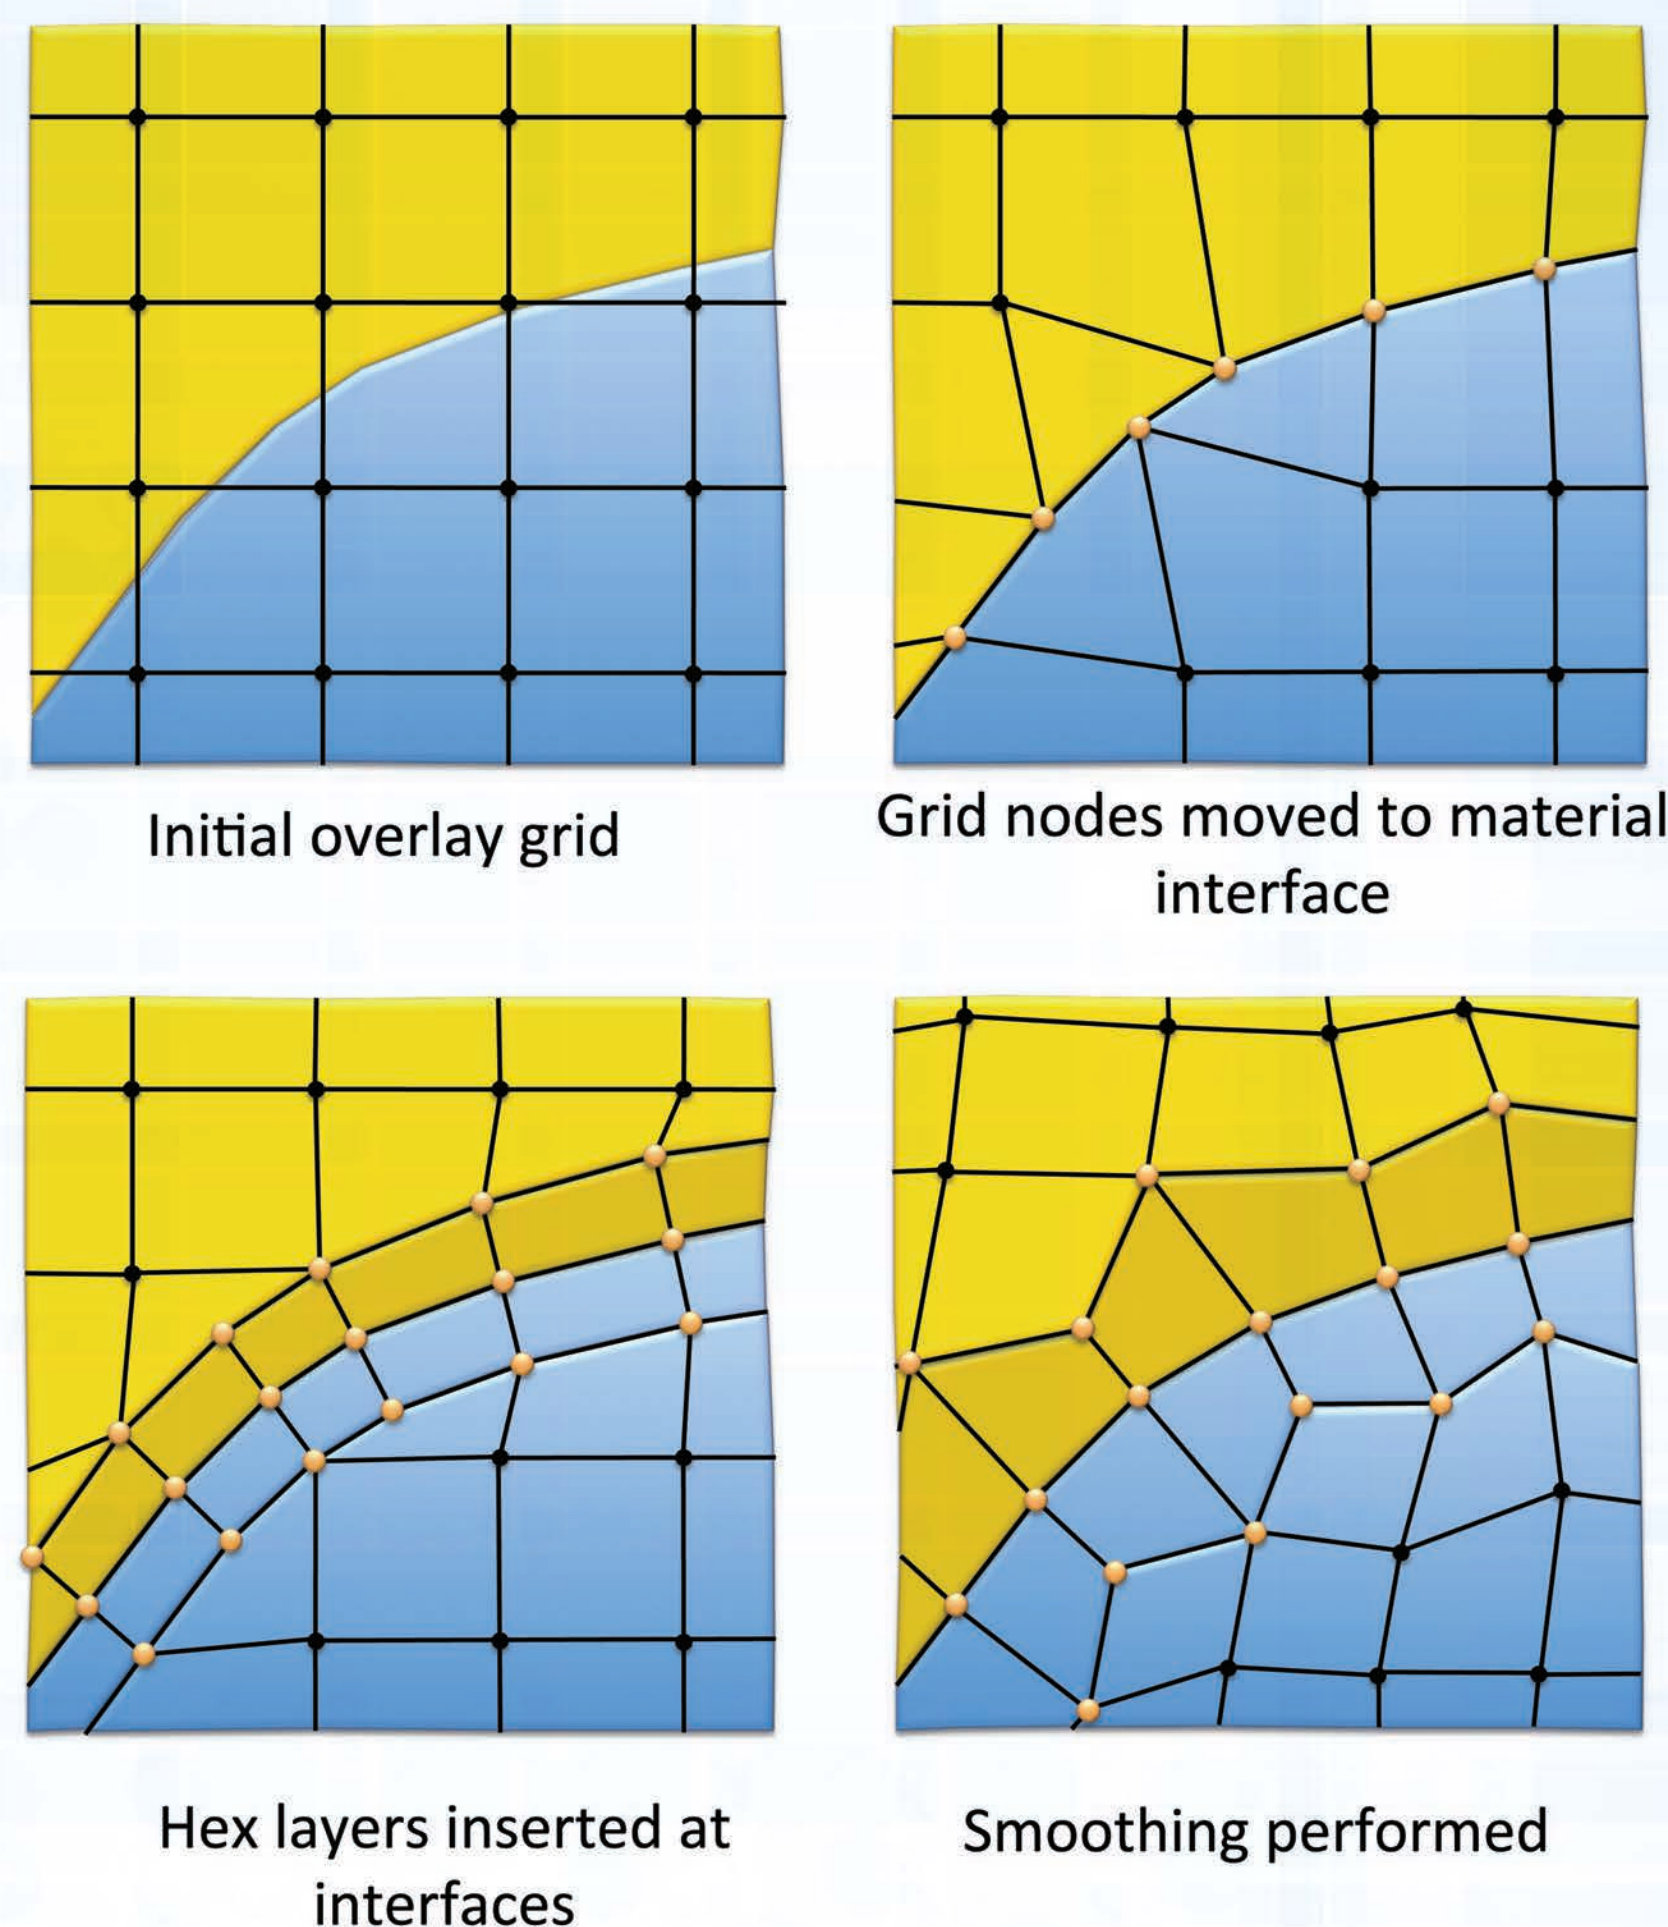 Initial overlay grid
Grid nodes moved to material
interface
Hex layers inserted at
interfaces
Smoothing performed